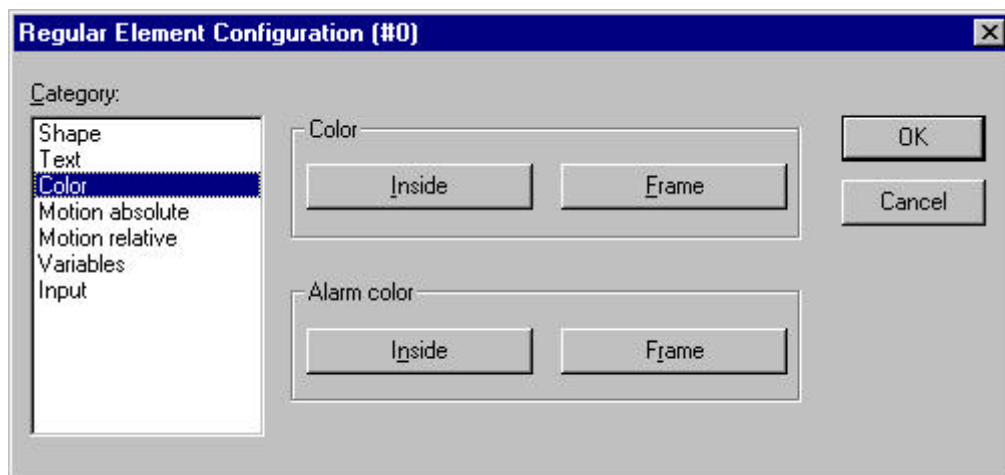 Regular Element Configuration (#0)
Category:
Shape
Text
Color
Motion absolute
Motion relative
Variables
Input
Color
Inside
Frame
Alarm color
Inside
Frame
OK
Cancel